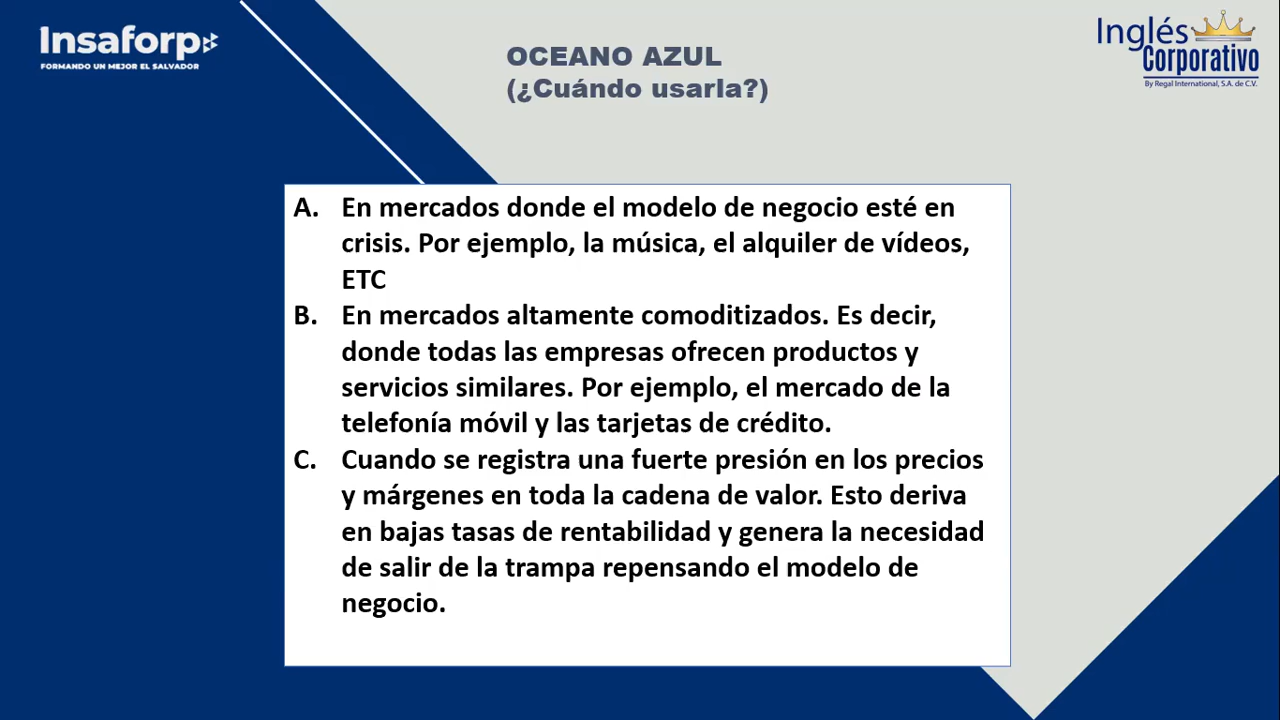 Insaforp
FORMANDO UN MEJOR EL SALVADOR
OCEANO AZUL
(¿Cuándo usarla?)
Inglés
Corporativo
By Regal International, S.A. de C.V.
A. En mercados donde el modelo de negocio esté en
crisis. Por ejemplo, la música, el alquiler de vídeos,
ETC
B. En mercados altamente comoditizados. Es decir,
donde todas las empresas ofrecen productos y
servicios similares. Por ejemplo, el mercado de la
telefonía móvil y las tarjetas de crédito.
C. Cuando se registra una fuerte presión en los precios
y márgenes en toda la cadena de valor. Esto deriva
en bajas tasas de rentabilidad y genera la necesidad
de salir de la trampa repensando el modelo de
negocio.